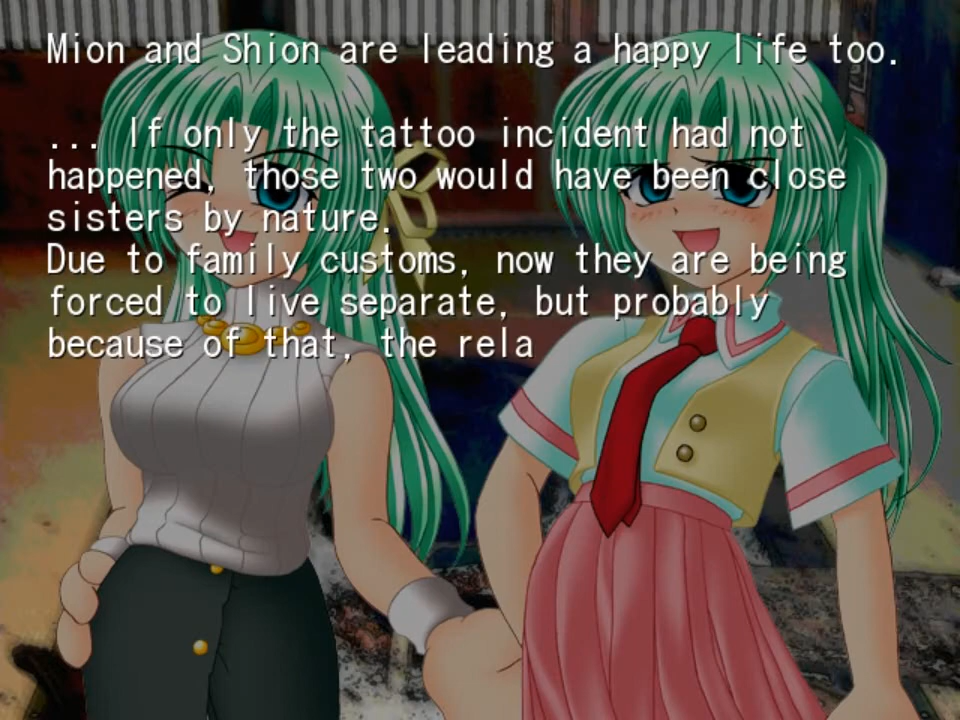 Mion and Shion are leading a happy life too.
... If only the tattoo incident had not
happened, those two would have been close
sisters by nature.
Due to family customs, now they are being
forced to live separate, but probably
because of that, the rela